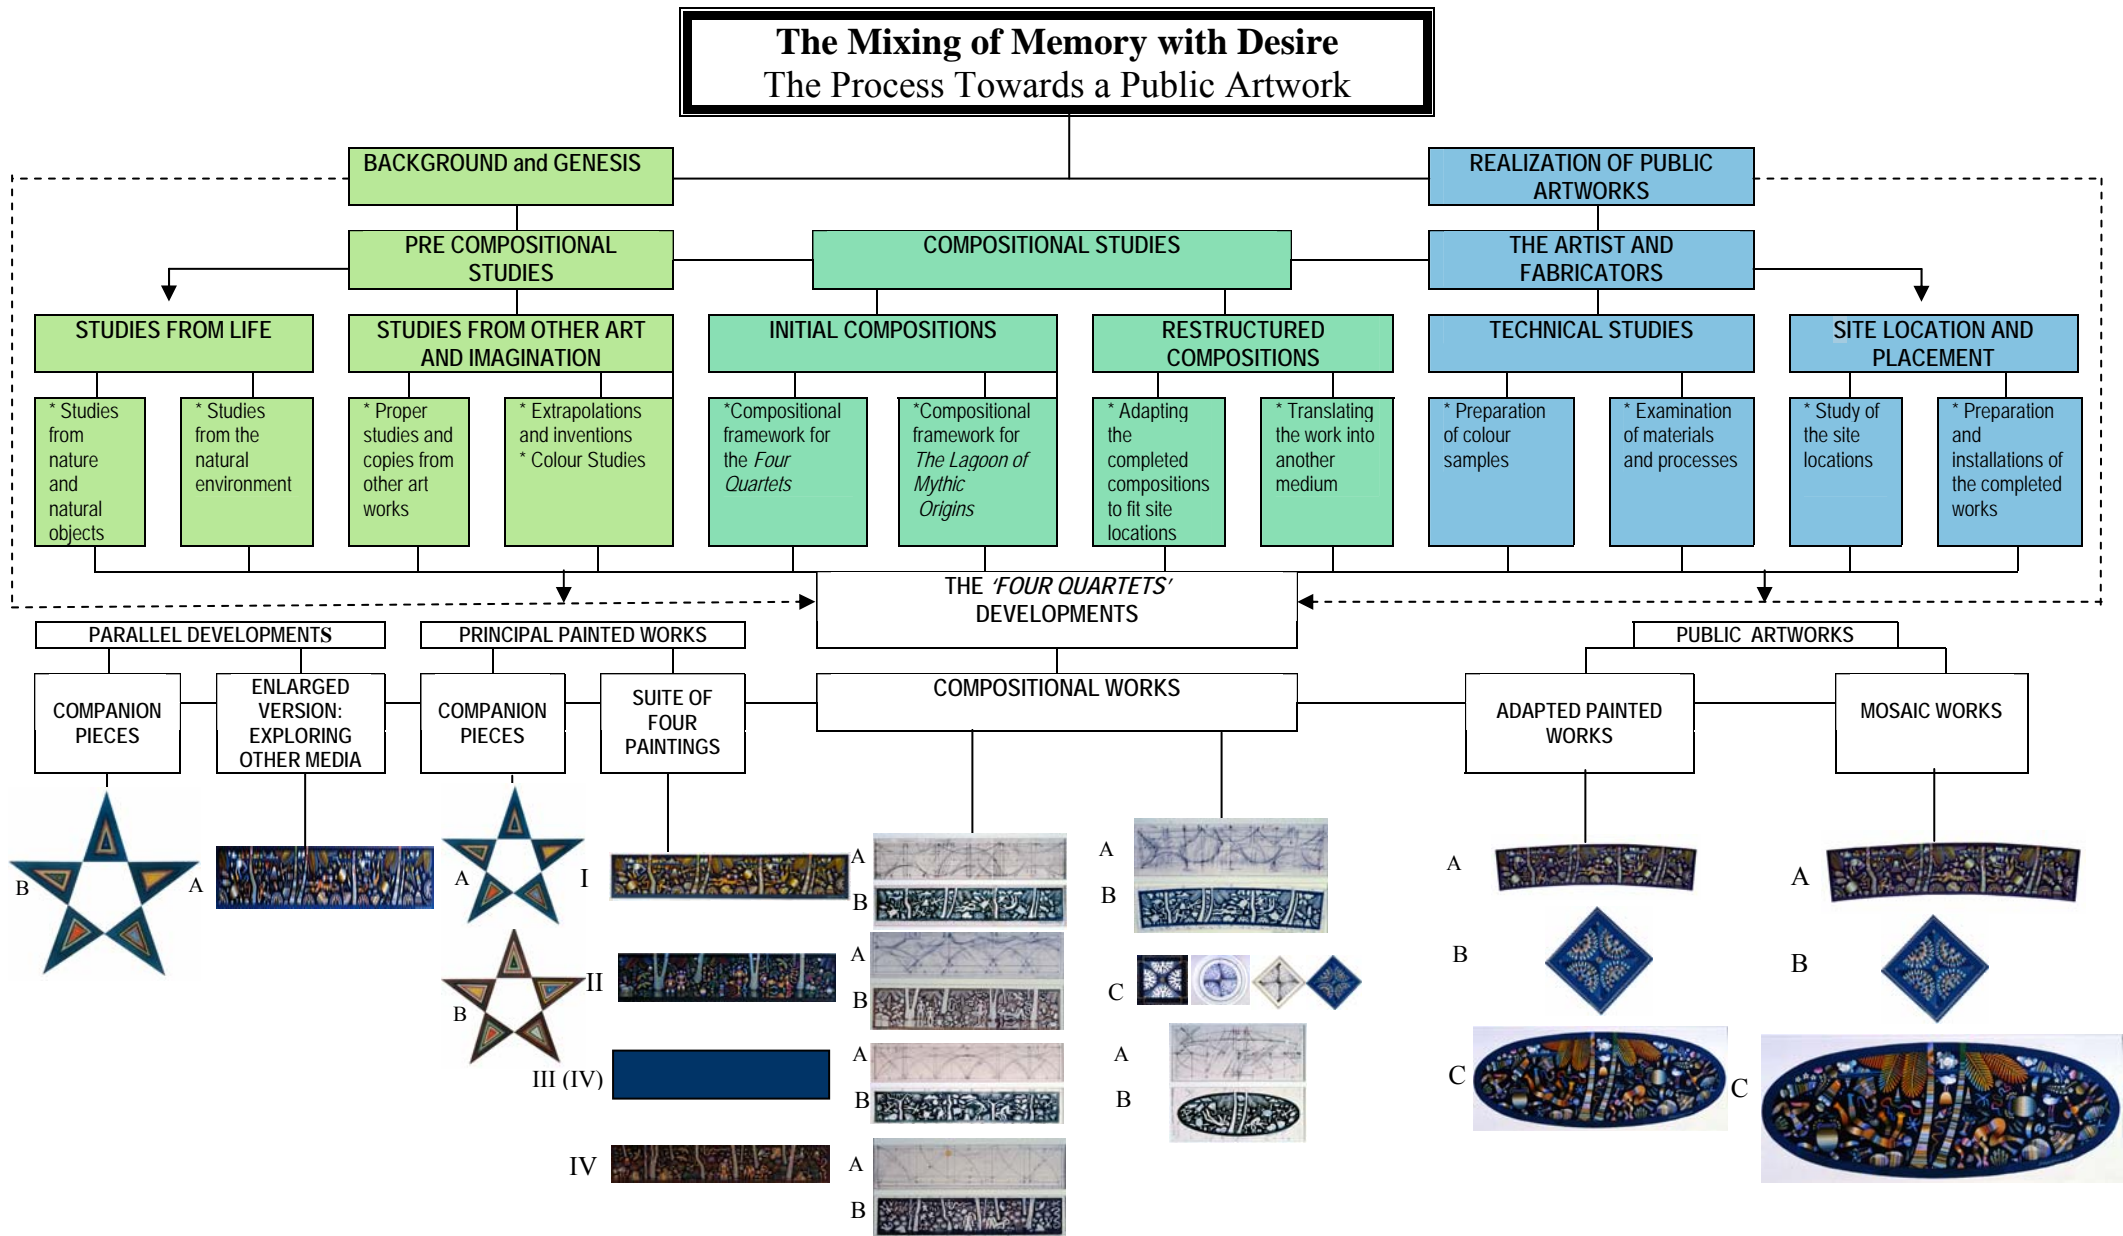 The Mixing of Memory with Desire
The Process Towards a Public Artwork
BACKGROUND and GENESIS
REALIZATION OF PUBLIC
ARTWORKS
PRE COMPOSITIONAL
STUDIES
COMPOSITIONAL STUDIES
THE ARTIST AND
FABRICATORS
STUDIES FROM LIFE
STUDIES FROM OTHER ART
AND IMAGINATION
INITIAL COMPOSITIONS
RESTRUCTURED
COMPOSITIONS
TECHNICAL STUDIES
SITE LOCATION AND
PLACEMENT
* Studies
from
nature
and
natural
objects
* Studies
from the
natural
environment
* Proper
studies and
copies from
other art
works
* Extrapolations
and inventions
* Colour Studies
*Compositional
framework for
the Four
Quartets
*Compositional
framework for
The Lagoon of
Mythic
Origins
* Adapting
the
completed
compositions
to fit site
locations
* Translating
the work into
another
medium
* Preparation
of colour
samples
* Examination
of materials
and processes
* Study of
the site
locations
* Preparation
and
installations of
the completed
works
THE 'FOUR QUARTETS'
DEVELOPMENTS
PARALLEL DEVELOPMENTS
PRINCIPAL PAINTED WORKS
PUBLIC ARTWORKS
COMPANION
PIECES
ENLARGED
VERSION:
EXPLORING
OTHER MEDIA
COMPANION
PIECES
SUITE OF
FOUR
PAINTINGS
COMPOSITIONAL WORKS
ADAPTED PAINTED
WORKS
MOSAIC WORKS
B
A
A
B
I
II
III (IV)
IV
A
B
A
B
A
B
A
B
A
B
C
A
B
A
B
C
A
B
C